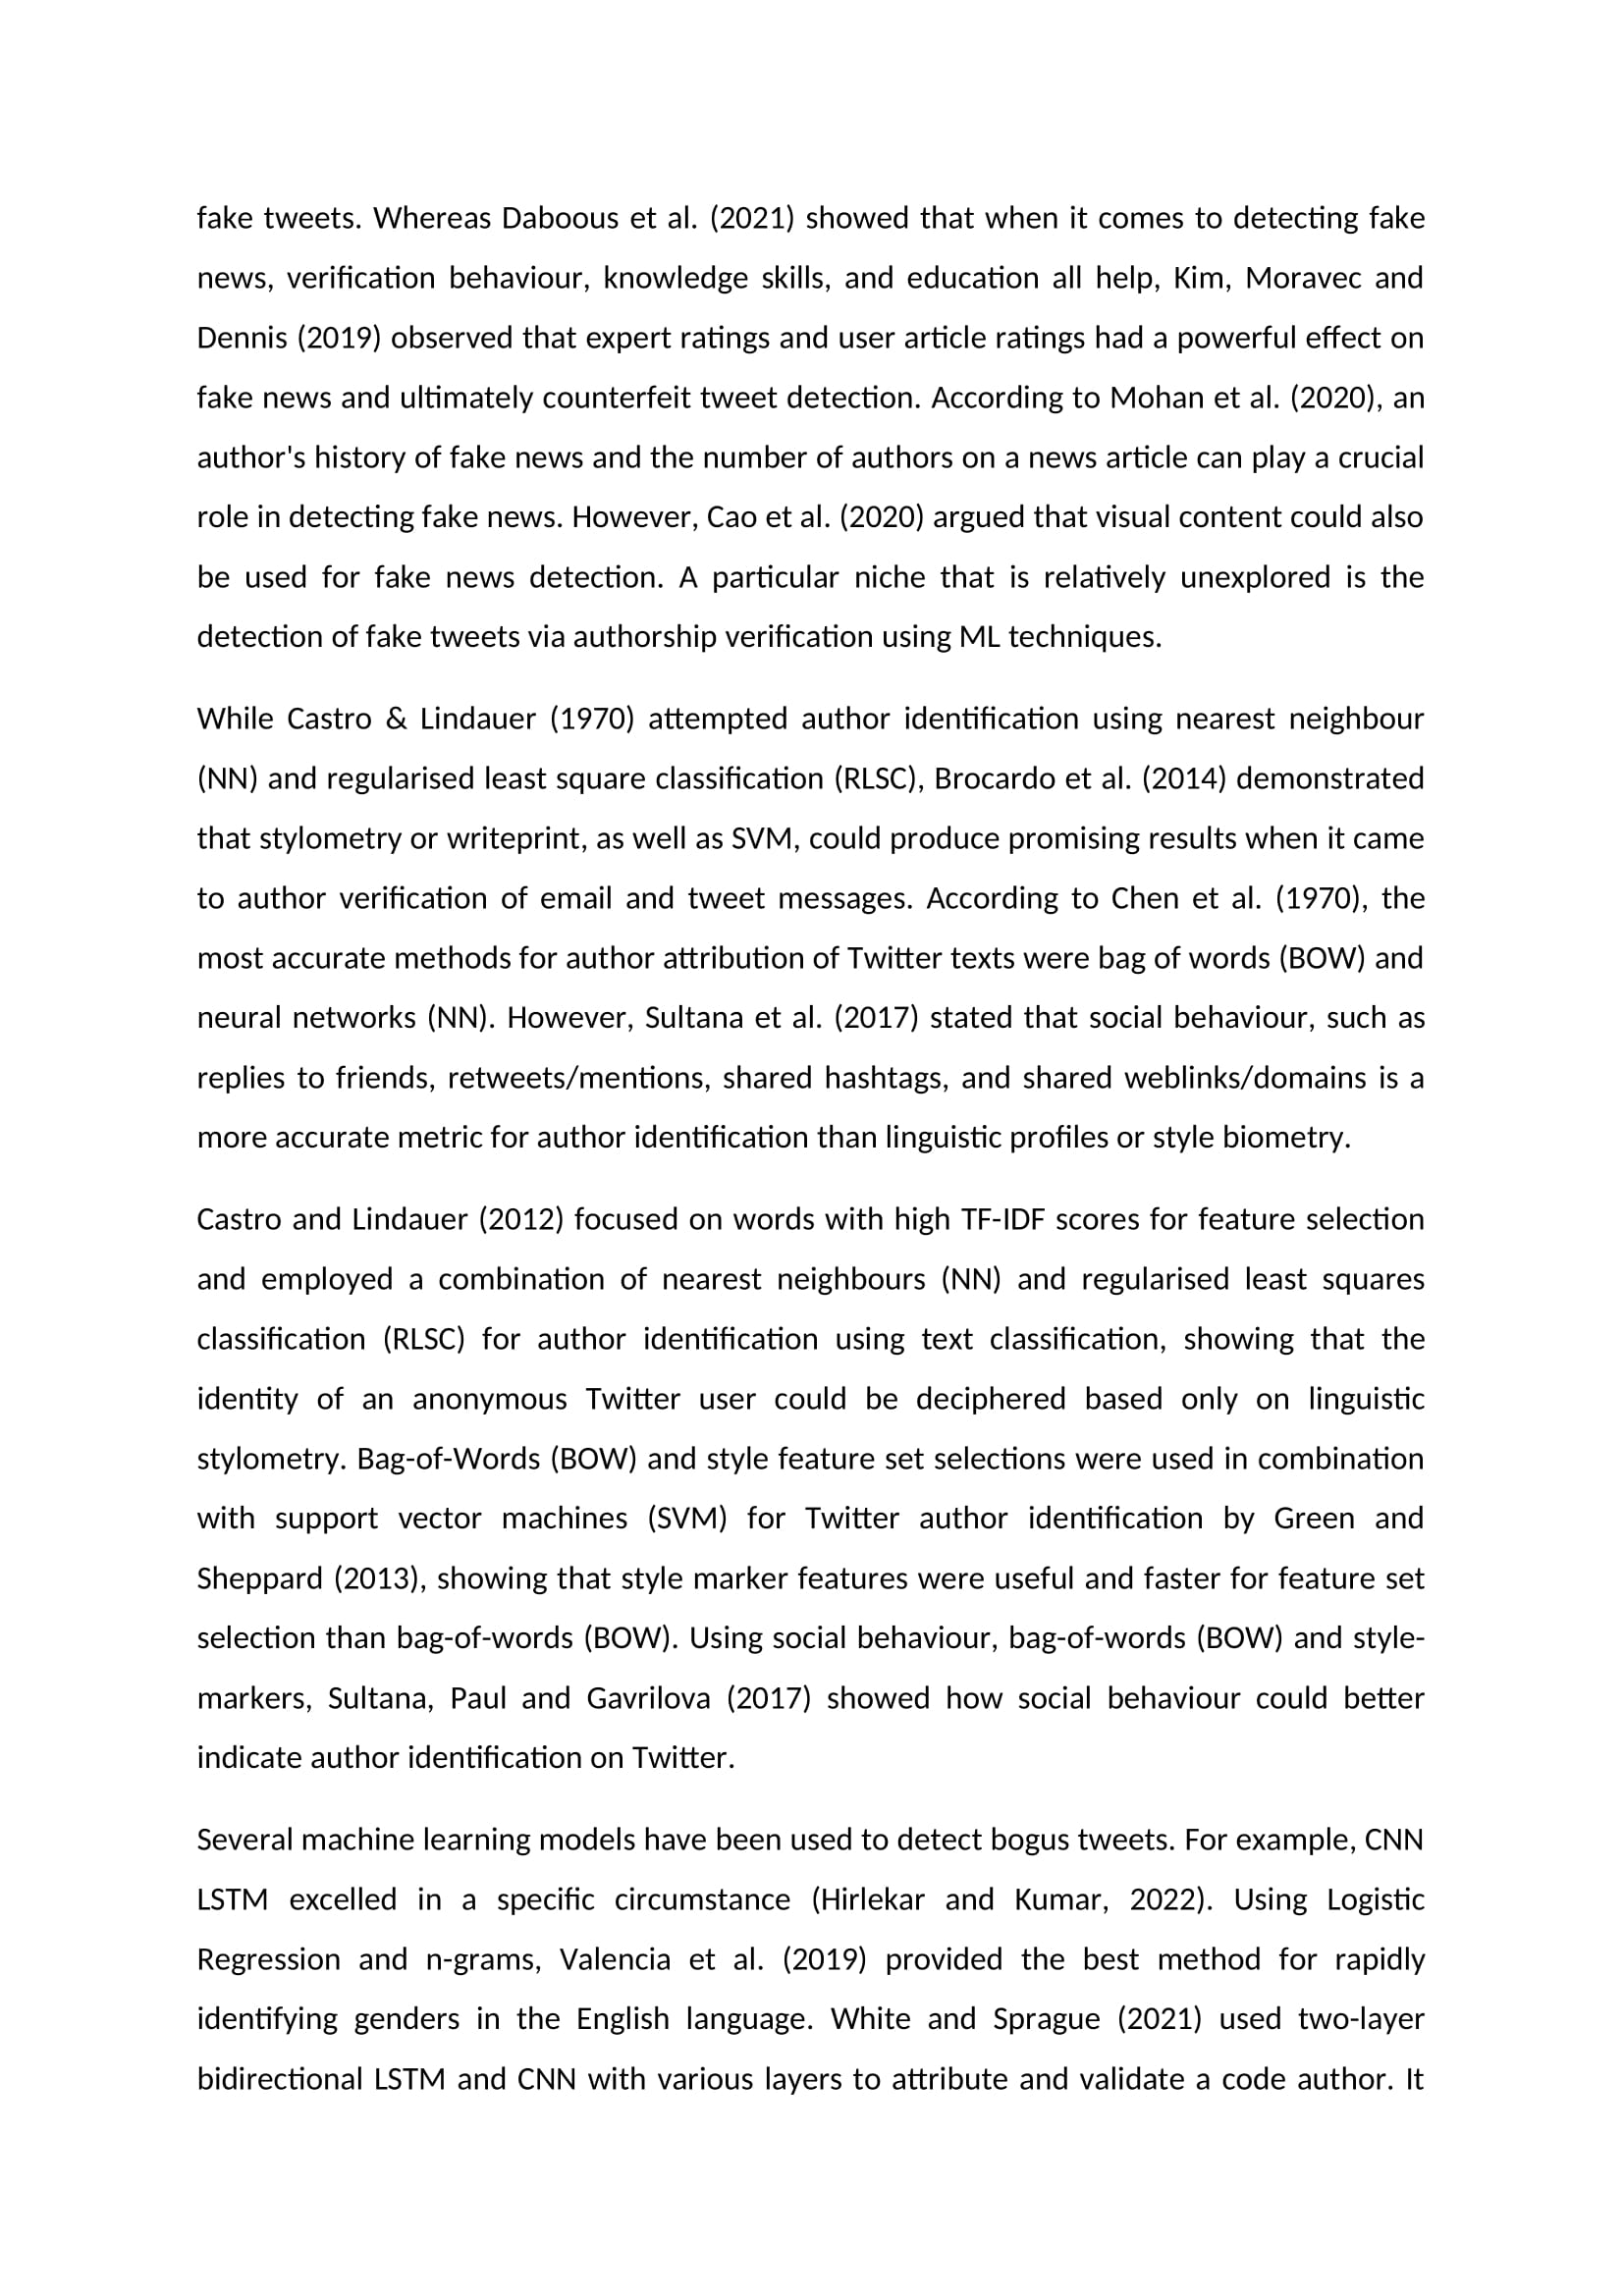 fake tweets. Whereas Daboous et al. (2021) showed that when it comes to detecting fake
news, verification behaviour, knowledge skills, and education all help, Kim, Moravec and
Dennis (2019) observed that expert ratings and user article ratings had a powerful effect on
fake news and ultimately counterfeit tweet detection. According to Mohan et al. (2020), an
author's history of fake news and the number of authors on a news article can play a crucial
role in detecting fake news. However, Cao et al. (2020) argued that visual content could also
be used for fake news detection. A particular niche that is relatively unexplored is the
detection of fake tweets via authorship verification using ML techniques.
While Castro & Lindauer (1970) attempted author identification using nearest neighbour
(NN) and regularised least square classification (RLSC), Brocardo et al. (2014) demonstrated
that stylometry or writeprint, as well as SVM, could produce promising results when it came
to author verification of email and tweet messages. According to Chen et al. (1970), the
most accurate methods for author attribution of Twitter texts were bag of words (BOW) and
neural networks (NN). However, Sultana et al. (2017) stated that social behaviour, such as
replies to friends, retweets/mentions, shared hashtags, and shared weblinks/domains is a
more accurate metric for author identification than linguistic profiles or style biometry.
Castro and Lindauer (2012) focused on words with high TF-IDF scores for feature selection
and employed a combination of nearest neighbours (NN) and regularised least squares
classification (RLSC) for author identification using text classification, showing that the
identity of an anonymous Twitter user could be deciphered based only on linguistic
stylometry. Bag-of-Words (BOW) and style feature set selections were used in combination
with support vector machines (SVM) for Twitter author identification by Green and
Sheppard (2013), showing that style marker features were useful and faster for feature set
selection than bag-of-words (BOW). Using social behaviour, bag-of-words (BOW) and style-
markers, Sultana, Paul and Gavrilova (2017) showed how social behaviour could better
indicate author identification on Twitter.
Several machine learning models have been used to detect bogus tweets. For example, CNN
LSTM excelled in a specific circumstance (Hirlekar and Kumar, 2022). Using Logistic
Regression and n-grams, Valencia et al. (2019) provided the best method for rapidly
identifying genders in the English language. White and Sprague (2021) used two-layer
bidirectional LSTM and CNN with various layers to attribute and validate a code author. It